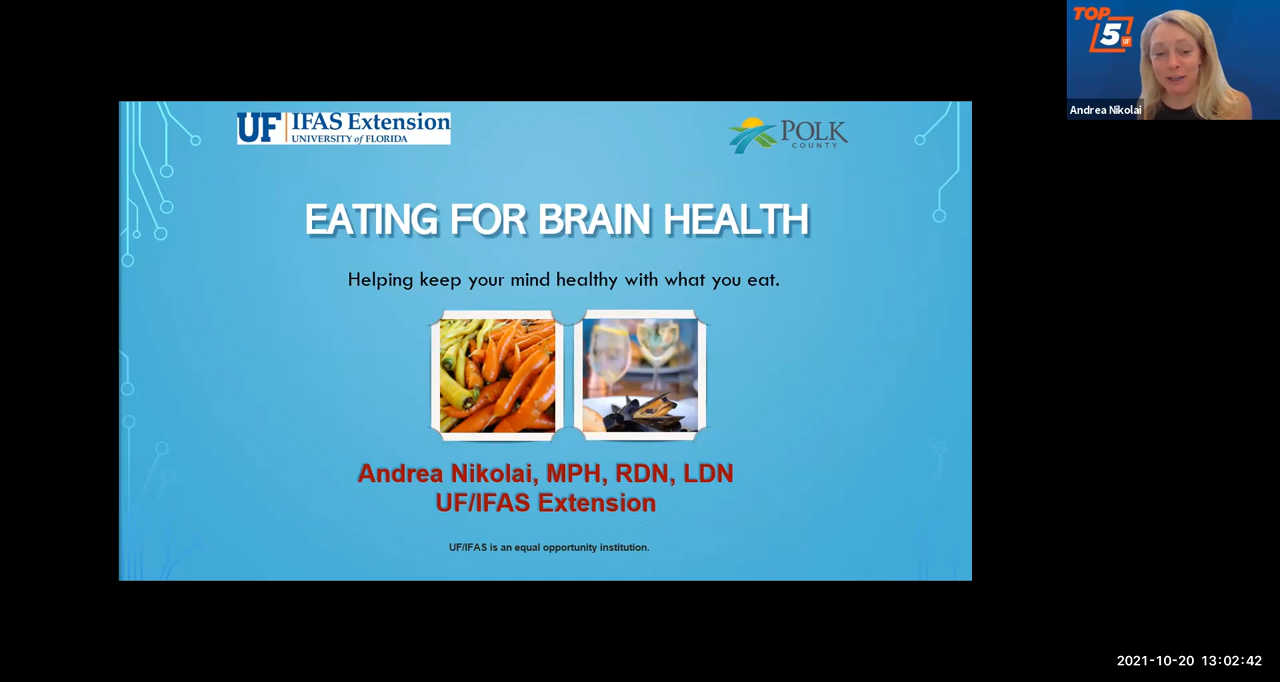 TOP
5
UF
Andrea Nikolai
UF IFAS Extension
UNIVERSITY of FLORIDA
POLK
COUNTY
EATING FOR BRAIN HEALTH
Helping keep your mind healthy with what you eat.
Andrea Nikolai, MPH, RDN, LDN
UF/IFAS Extension
UF/IFAS is an equal opportunity institution.
2021-10-20 13:02:42